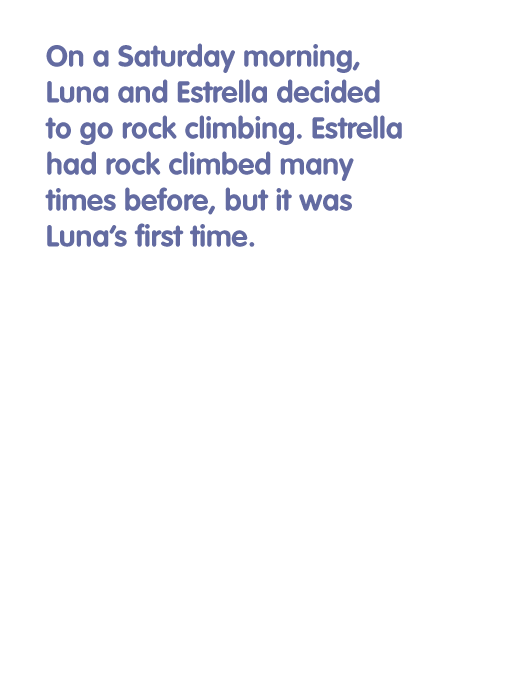 On a Saturday morning,
Luna and Estrella decided
to go rock climbing. Estrella
had rock climbed many
times before, but it was
Luna’s first time.